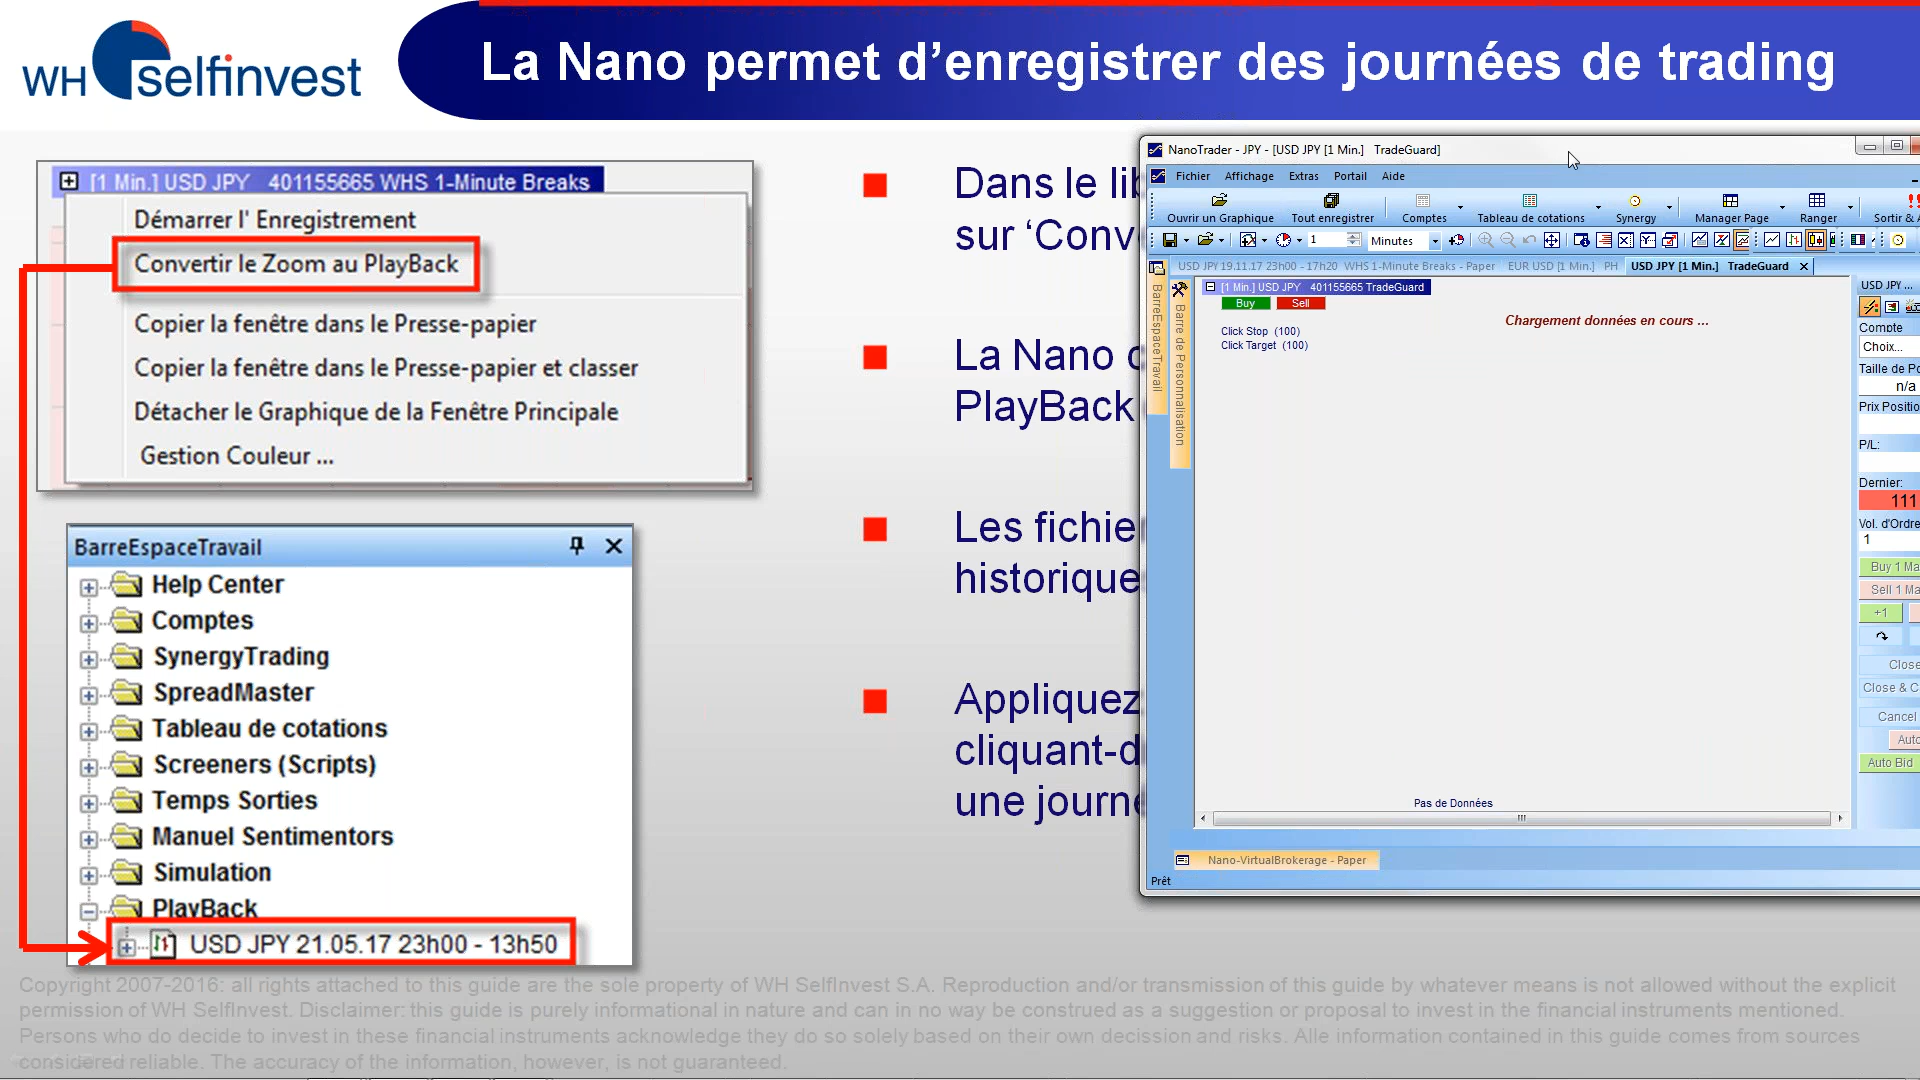 WH selfinvest
La Nano permet d’enregistrer des journées de trading
[1 Min.] USD JPY 401155665 WHS 1-Minute Breaks
Démarrer l' Enregistrement
Convertir le Zoom au PlayBack
Copier la fenêtre dans le Presse-papier
Copier la fenêtre dans le Presse-papier et classer
Détacher le Graphique de la Fenêtre Principale
Gestion Couleur ...
BarreEspaceTravail
Help Center
Comptes
SynergyTrading
SpreadMaster
Tableau de cotations
Screeners (Scripts)
Temps Sorties
Manuel Sentimentors
Simulation
PlayBack
USD JPY 21.05.17 23h00 - 13h50
Dans le
sur ‘Conv
La Nano
PlayBack
Les fichie
historique
Appliquez
cliquant-d
une journé
NanoTrader - JPY - [USD JPY [1 Min.] TradeGuard]
Fichier Affichage Extras Portail Aide
Ouvrir un Graphique Tout enregistrer Comptes Tableau de cotations Synergy Manager Page Ranger Sortir &
1 Minutes
USD JPY 19.11.17 23h00 - 17h20 WHS 1-Minute Breaks - Paper EUR USD [1 Min.] PH USD JPY [1 Min.] TradeGuard
BarreEspaceTravail
Barre de Personnalisation
[1 Min.] USD JPY 401155665 TradeGuard
Buy Sell
Click Stop (100)
Click Target (100)
Chargement données en cours ...
Pas de Données
USD JPY ...
Compte
Choix...
Taille de Po
n/a
Prix Positio
P/L:
Dernier:
111
Vol. d'Ordre
1
Buy 1 Ma
Sell 1 Ma
+1
Close
Close & C
Cancel
Auto
Auto Bid
Nano-VirtualBrokerage - Paper
Prêt
Copyright 2007-2016: all rights attached to this guide are the sole property of WH SelfInvest S.A. Reproduction and/or transmission of this guide by whatever means is not allowed without the explicit
permission of WH SelfInvest. Disclaimer: this guide is purely informational in nature and can in no way be construed as a suggestion or proposal to invest in the financial instruments mentioned.
Persons who do decide to invest in these financial instruments acknowledge they do so solely based on their own decission and risks. Alle information contained in this guide comes from sources
considered reliable. The accuracy of the information, however, is not guaranteed.